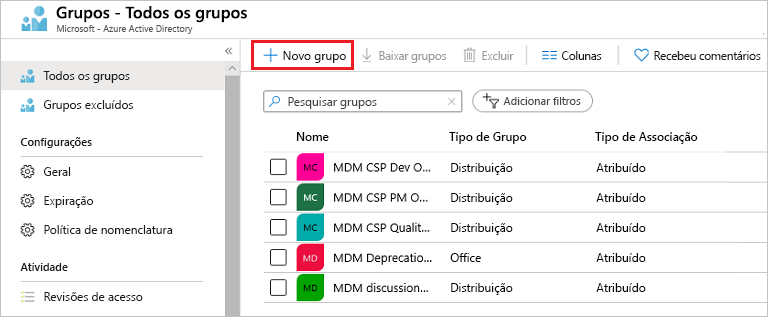 Grupos - Todos os grupos
Microsoft - Azure Active Directory
Todos os grupos
Grupos excluídos
Configurações
Geral
Expiração
Política de nomenclatura
Atividade
Revisões de acesso
Novo grupo Baixar grupos Excluir Colunas Recebeu comentários
Pesquisar grupos Adicionar filtros
Nome Tipo de Grupo Tipo de Associação
MC MDM CSP Dev O... Distribuição Atribuído
MC MDM CSP PM O... Distribuição Atribuído
MC MDM CSP Qualit... Distribuição Atribuído
MD MDM Deprecatio... Office Atribuído
MD MDM discussion... Distribuição Atribuído